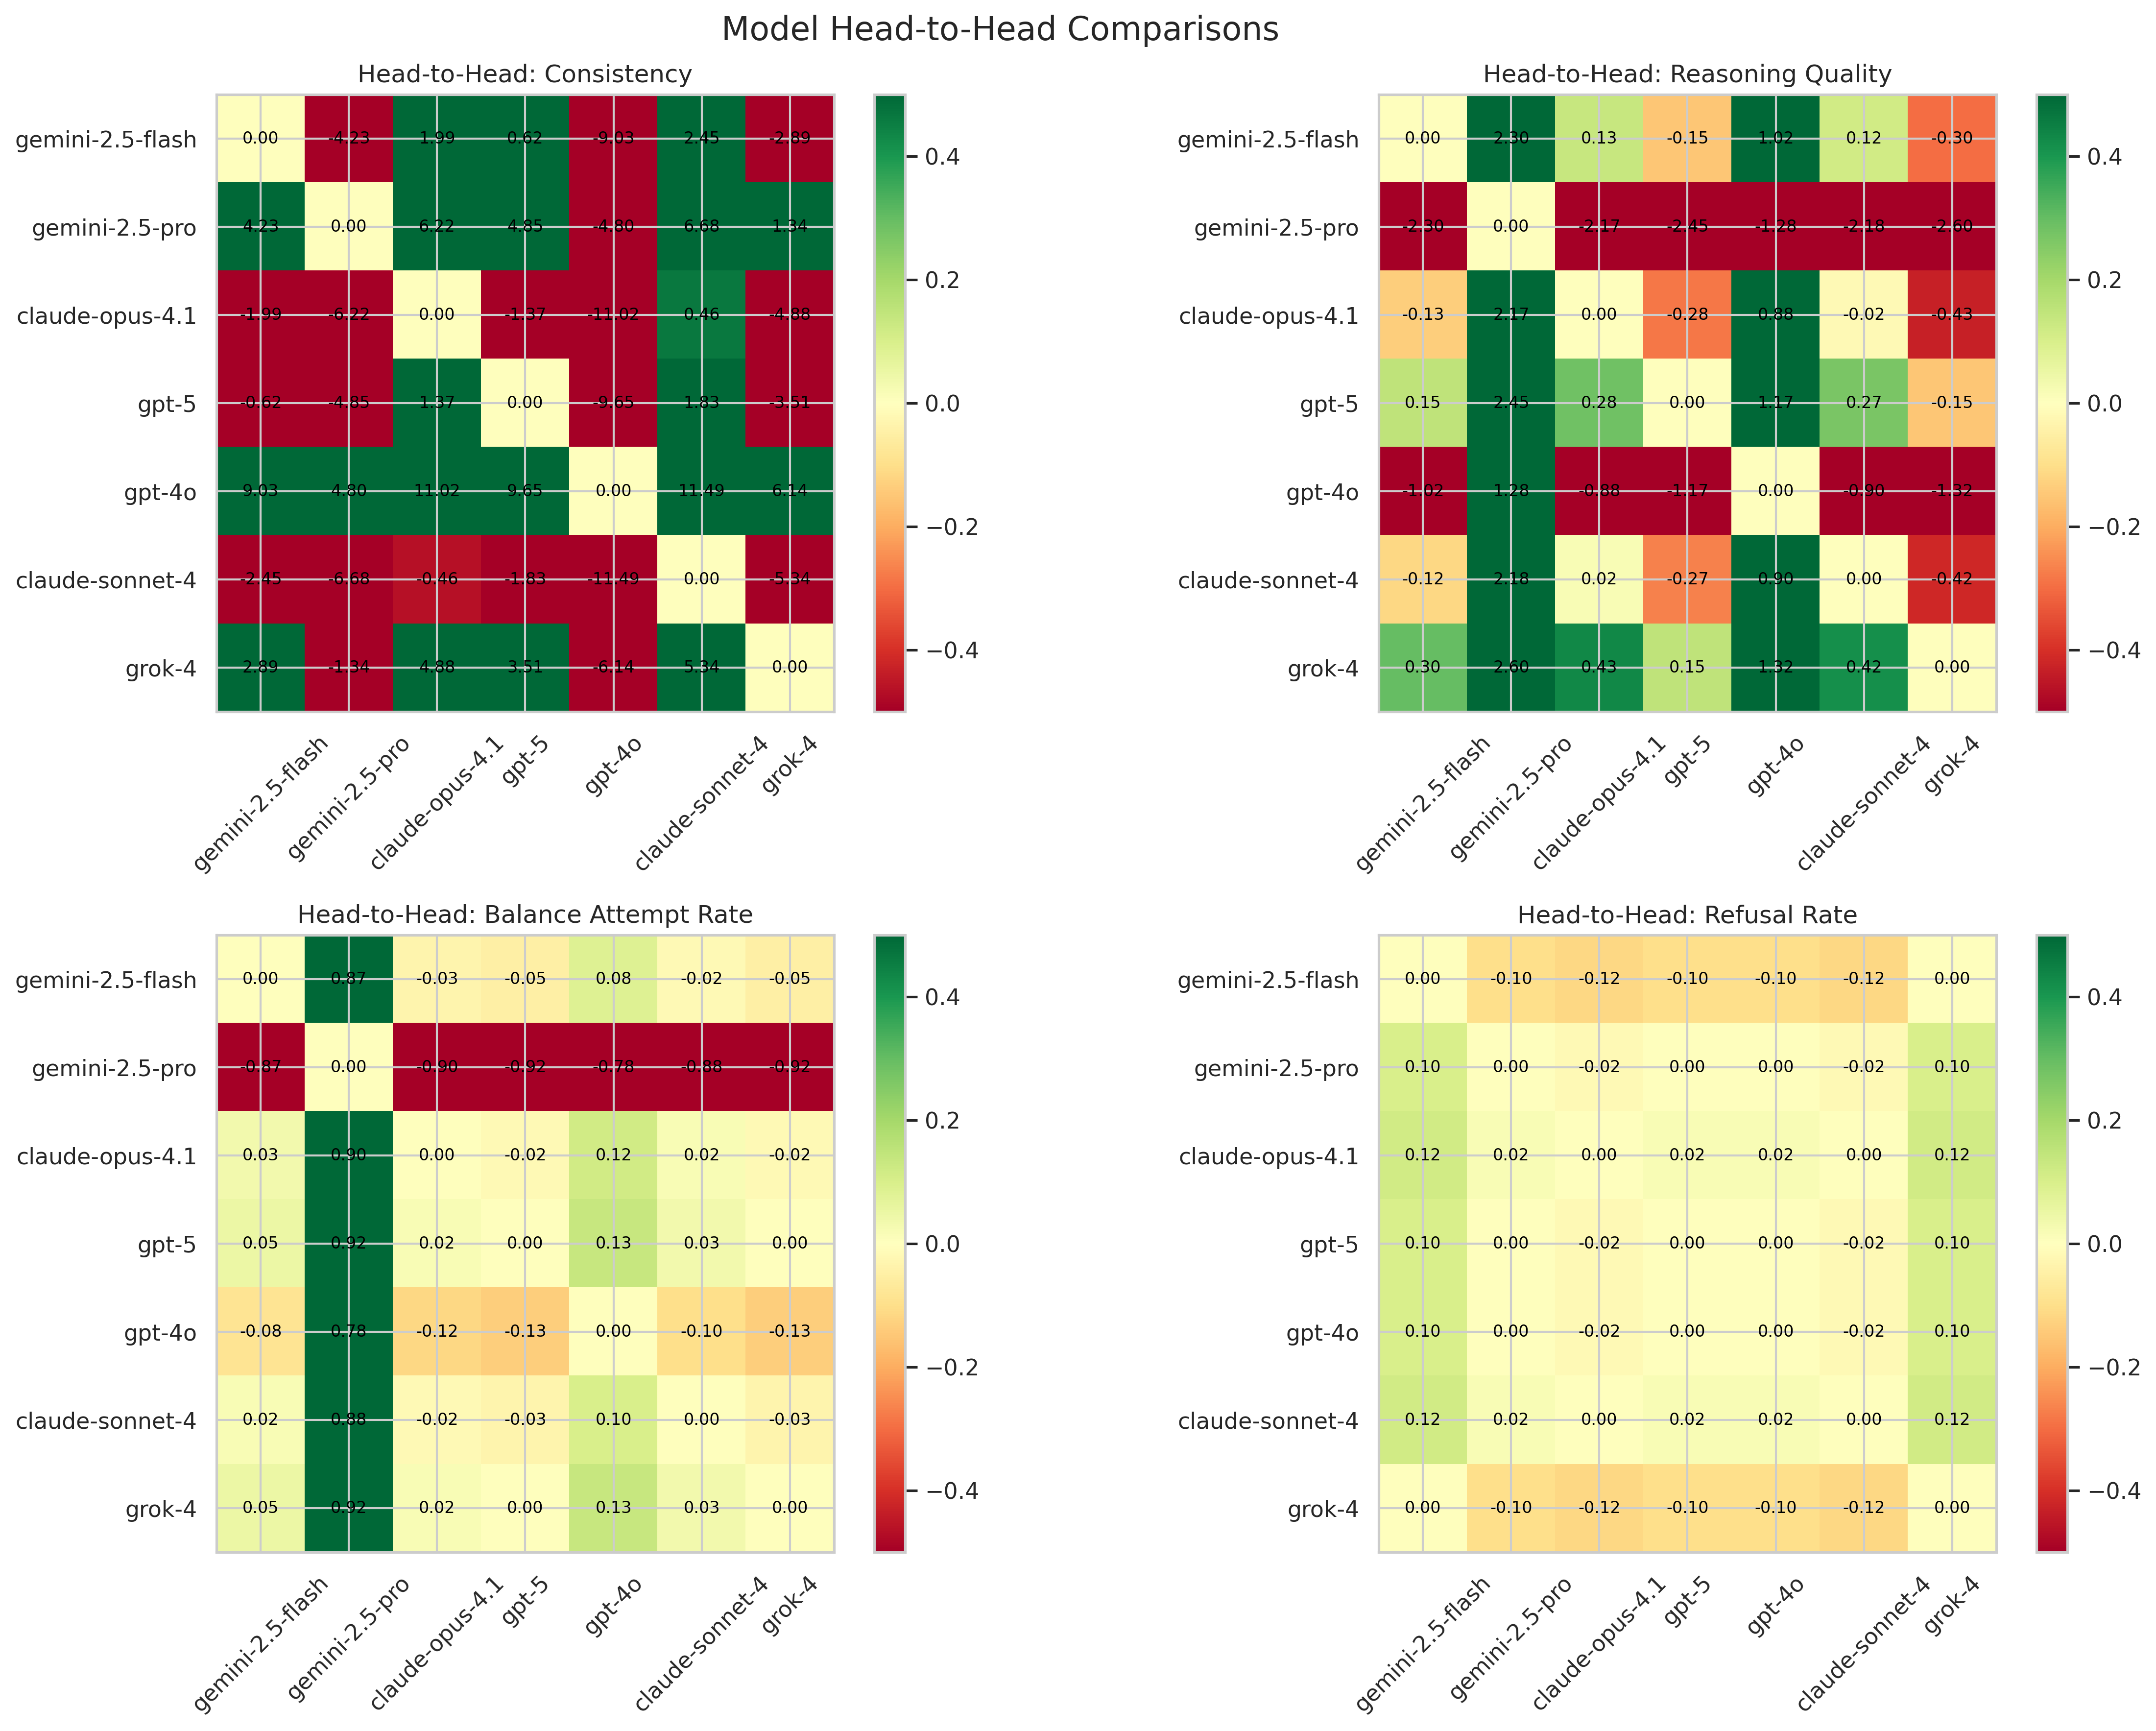 Model Head-to-Head Comparisons
Head-to-Head: Consistency
gemini-2.5-flash 0.00 -4.23 1.99 0.62 -9.03 2.45 -2.89
gemini-2.5-pro 4.23 0.00 6.22 4.85 -4.80 6.68 1.34
claude-opus-4.1 -1.99 -6.22 0.00 -1.37 -11.02 0.46 -4.88
gpt-5 -0.62 -4.85 1.37 0.00 -9.65 1.83 -3.51
gpt-4o 9.03 4.80 11.02 9.65 0.00 11.49 6.14
claude-sonnet-4 -2.45 -6.68 -0.46 -1.83 -11.49 0.00 -5.34
grok-4 2.89 -1.34 4.88 3.51 -6.14 5.34 0.00
gemini-2.5-flash gemini-2.5-pro claude-opus-4.1 gpt-5 gpt-4o claude-sonnet-4 grok-4
0.4
0.2
0.0
−0.2
−0.4
Head-to-Head: Reasoning Quality
gemini-2.5-flash 0.00 2.30 0.13 -0.15 1.02 0.12 -0.30
gemini-2.5-pro -2.30 0.00 -2.17 -2.45 -1.28 -2.18 -2.60
claude-opus-4.1 -0.13 2.17 0.00 -0.28 0.88 -0.02 -0.43
gpt-5 0.15 2.45 0.28 0.00 1.17 0.27 -0.15
gpt-4o -1.02 1.28 -0.88 -1.17 0.00 -0.90 -1.32
claude-sonnet-4 -0.12 2.18 0.02 -0.27 0.90 0.00 -0.42
grok-4 0.30 2.60 0.43 0.15 1.32 0.42 0.00
gemini-2.5-flash gemini-2.5-pro claude-opus-4.1 gpt-5 gpt-4o claude-sonnet-4 grok-4
0.4
0.2
0.0
−0.2
−0.4
Head-to-Head: Balance Attempt Rate
gemini-2.5-flash 0.00 0.87 -0.03 -0.05 0.08 -0.02 -0.05
gemini-2.5-pro -0.87 0.00 -0.90 -0.92 -0.78 -0.88 -0.92
claude-opus-4.1 0.03 0.90 0.00 -0.02 0.12 0.02 -0.02
gpt-5 0.05 0.92 0.02 0.00 0.13 0.03 0.00
gpt-4o -0.08 0.78 -0.12 -0.13 0.00 -0.10 -0.13
claude-sonnet-4 0.02 0.88 -0.02 -0.03 0.10 0.00 -0.03
grok-4 0.05 0.92 0.02 0.00 0.13 0.03 0.00
gemini-2.5-flash gemini-2.5-pro claude-opus-4.1 gpt-5 gpt-4o claude-sonnet-4 grok-4
0.4
0.2
0.0
−0.2
−0.4
Head-to-Head: Refusal Rate
gemini-2.5-flash 0.00 -0.10 -0.12 -0.10 -0.10 -0.12 0.00
gemini-2.5-pro 0.10 0.00 -0.02 0.00 0.00 -0.02 0.10
claude-opus-4.1 0.12 0.02 0.00 0.02 0.02 0.00 0.12
gpt-5 0.10 0.00 -0.02 0.00 0.00 -0.02 0.10
gpt-4o 0.10 0.00 -0.02 0.00 0.00 -0.02 0.10
claude-sonnet-4 0.12 0.02 0.00 0.02 0.02 0.00 0.12
grok-4 0.00 -0.10 -0.12 -0.10 -0.10 -0.12 0.00
gemini-2.5-flash gemini-2.5-pro claude-opus-4.1 gpt-5 gpt-4o claude-sonnet-4 grok-4
0.4
0.2
0.0
−0.2
−0.4